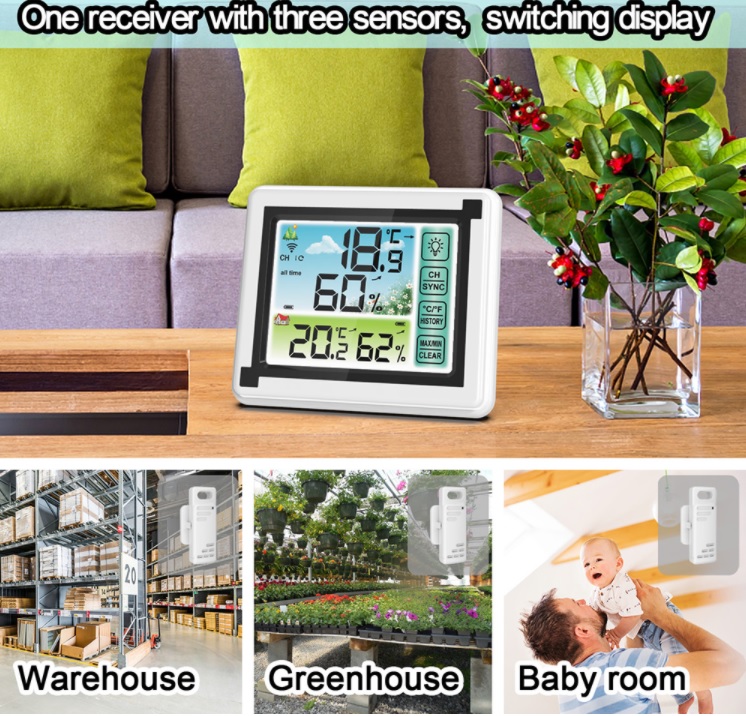 One receiver with three sensors, switching display
°C
CH 1
18.9
all time
60%
CH
SYNC
°C/°F
HISTORY
20.2 °C 62%
MAX/MIN
CLEAR
20
Warehouse
Greenhouse
Baby room